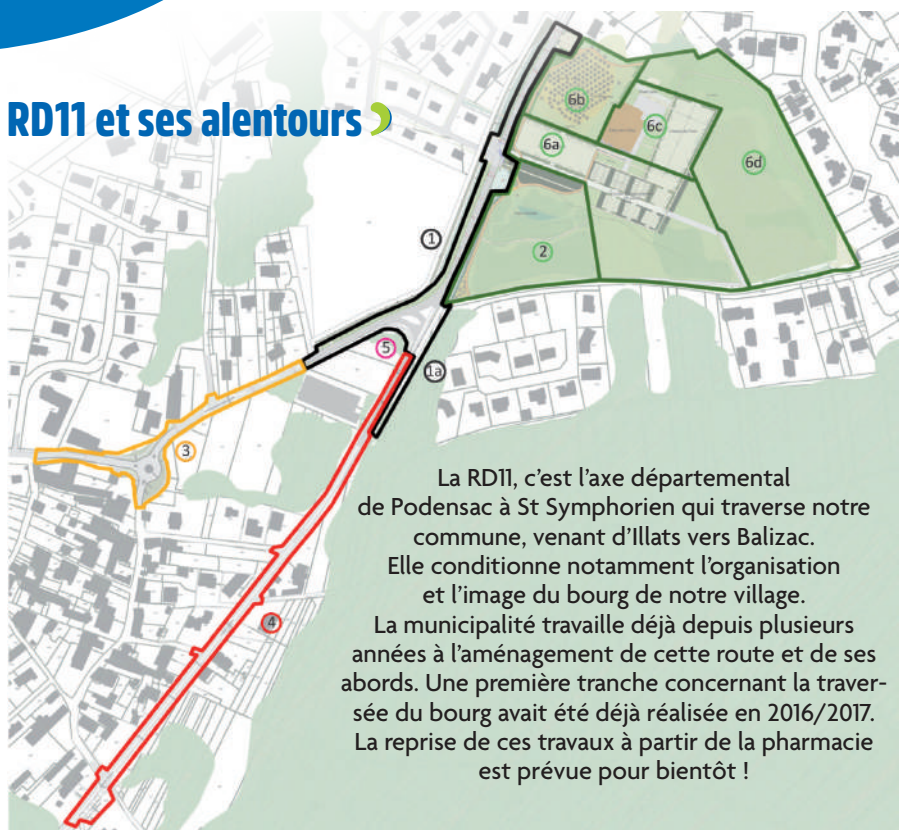 RD11 et ses alentours
6b
6c
6a
6d
1
2
5
1a
3
4
La RD11, c'est l'axe départemental
de Podensac à St Symphorien qui traverse notre
commune, venant d'Illats vers Balizac.
Elle conditionne notamment l'organisation
et l'image du bourg de notre village.
La municipalité travaille déjà depuis plusieurs
années à l'aménagement de cette route et de ses
abords. Une première tranche concernant la traver-
sée du bourg avait été déjà réalisée en 2016/2017.
La reprise de ces travaux à partir de la pharmacie
est prévue pour bientôt !